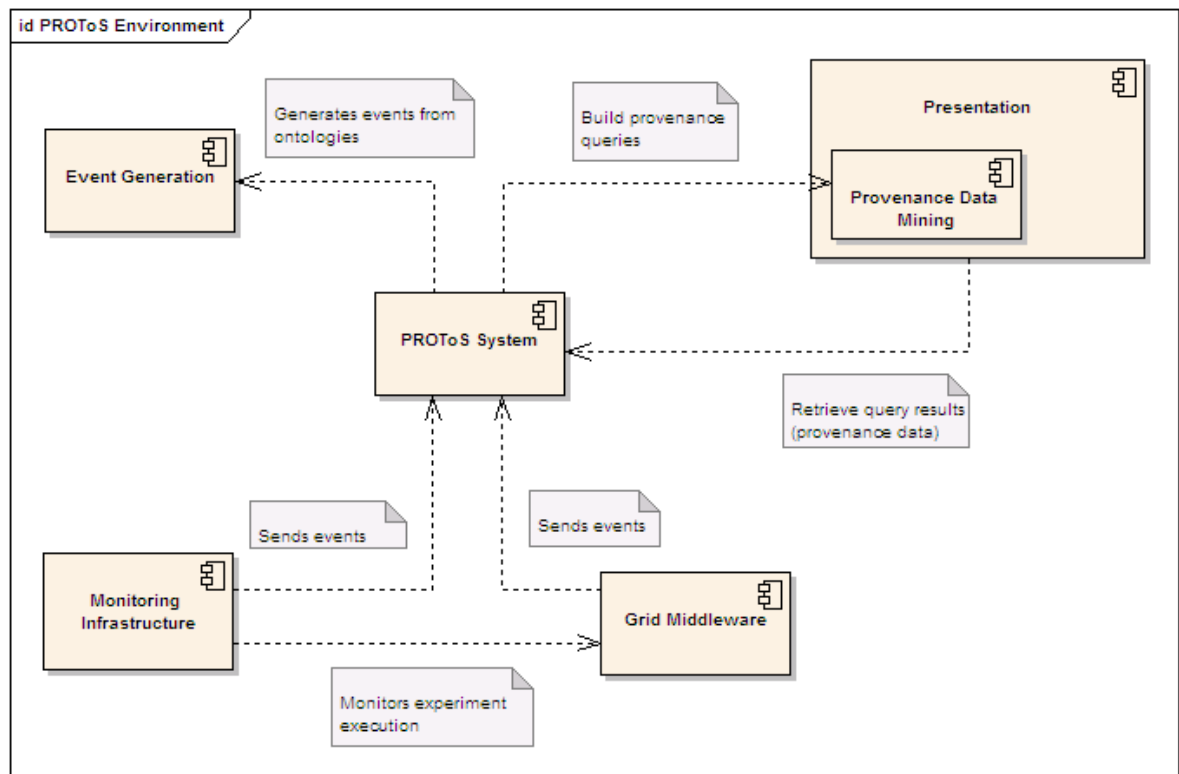 id PROToS Environment
Generates events from
ontologies
Build provenance
queries
Presentation
Event Generation
Provenance Data
Mining
PROToS System
Retrieve query results
(provenance data)
Sends events
Sends events
Monitoring
Infrastructure
Grid Middleware
Monitors experiment
execution